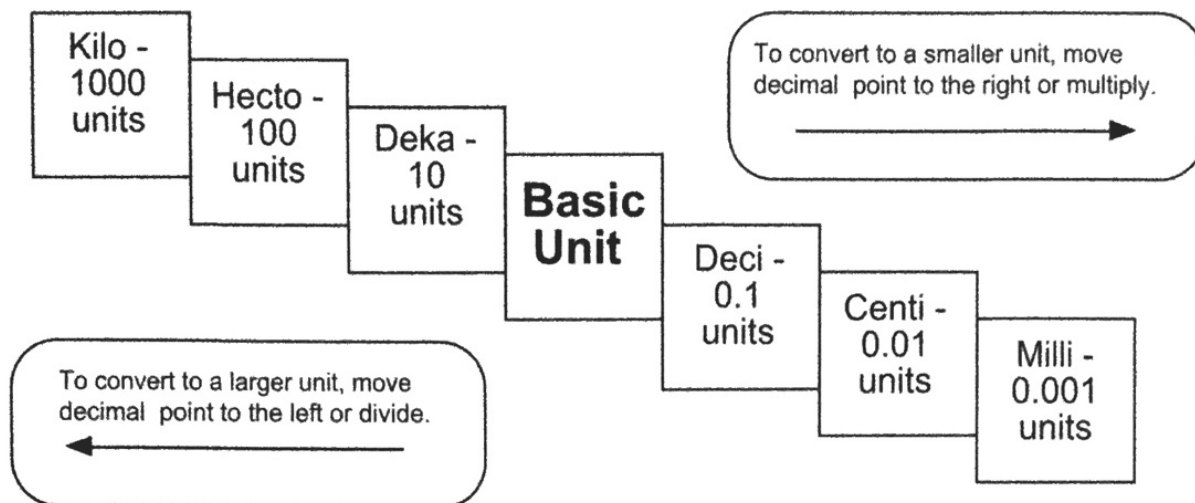 Kilo -
1000
units
Hecto -
100
units
Deka -
10
units
Basic
Unit
Deci -
0.1
units
Centi -
0.01
units
Milli -
0.001
units
To convert to a smaller unit, move
decimal point to the right or multiply.
To convert to a larger unit, move
decimal point to the left or divide.